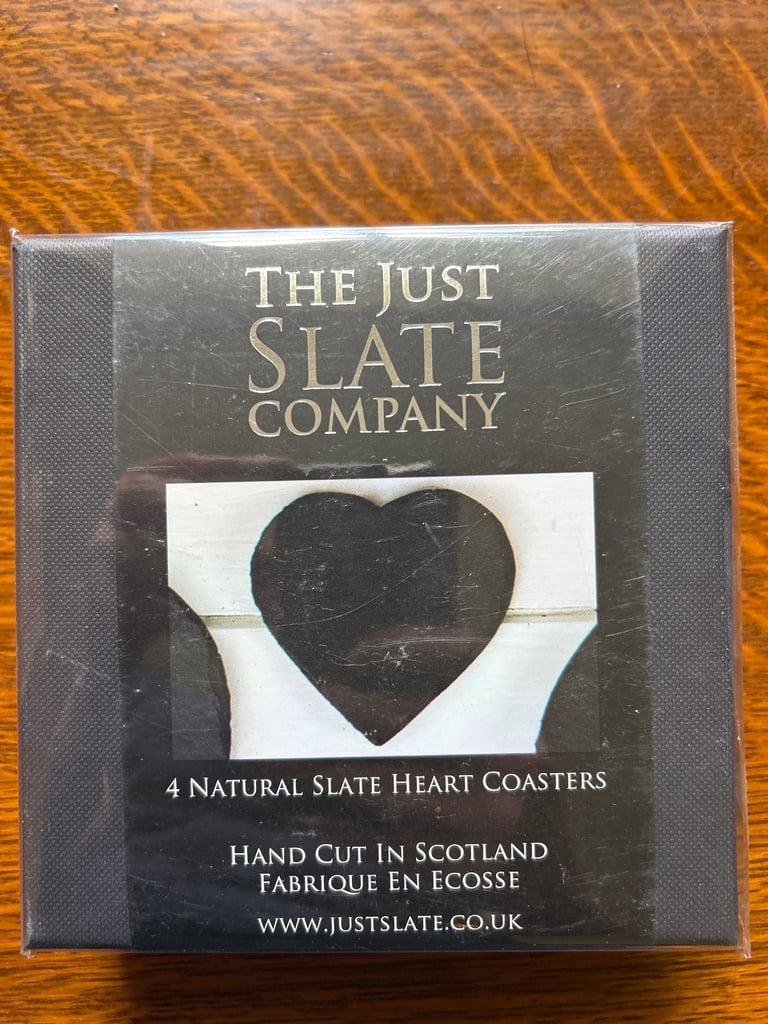 The Just
Slate
Company
4 Natural Slate Heart Coasters
Hand Cut In Scotland
Fabrique En Ecosse
www.justslate.co.uk